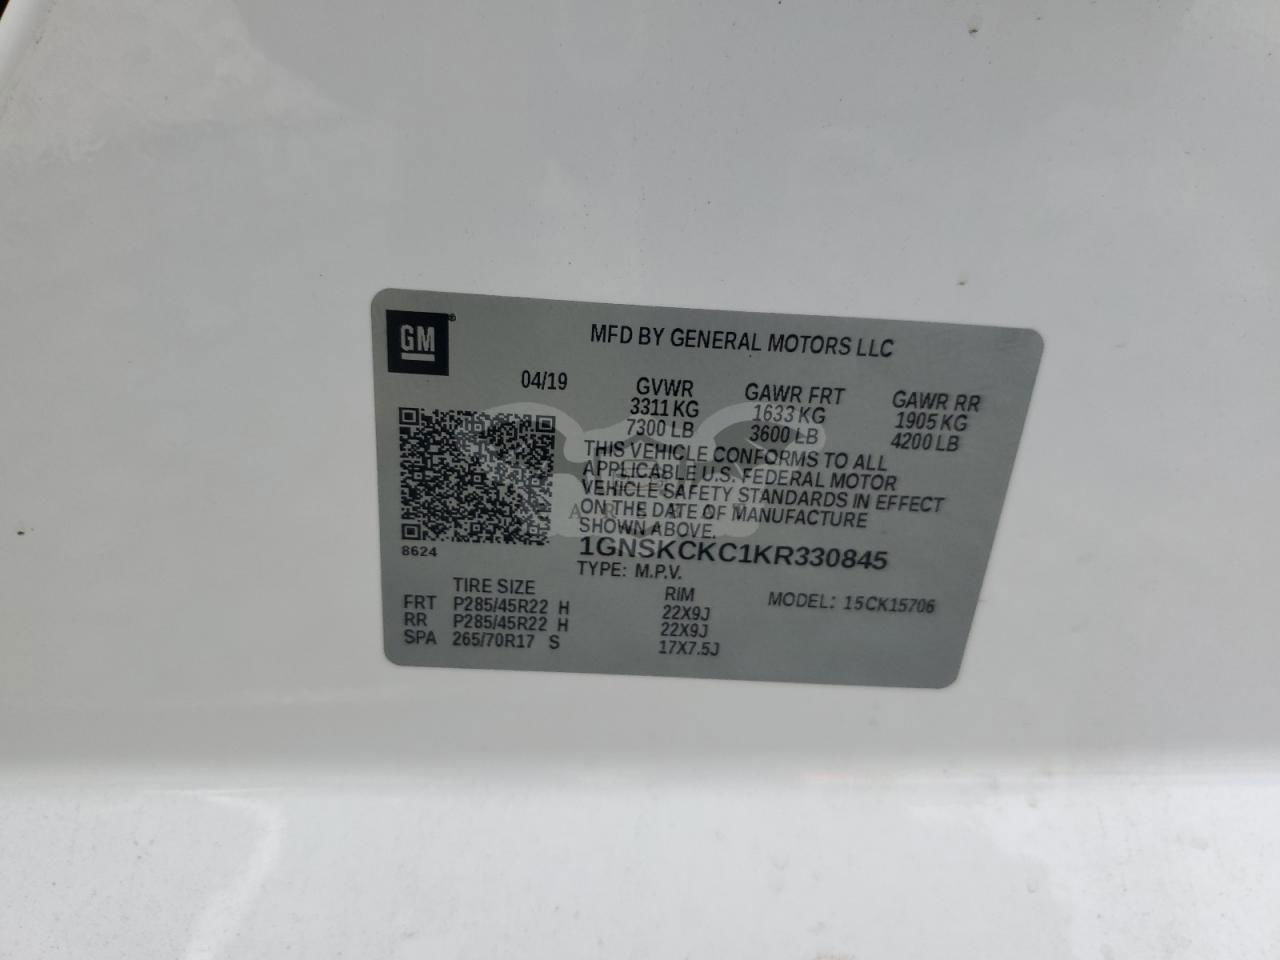 GM
MFD BY GENERAL MOTORS LLC
04/19 GVWR GAWR FRT GAWR RR
3311 KG 1633 KG 1905 KG
7300 LB 3600 LB 4200 LB
THIS VEHICLE CONFORMS TO ALL
APPLICABLE U.S. FEDERAL MOTOR
VEHICLE SAFETY STANDARDS IN EFFECT
ON THE DATE OF MANUFACTURE
SHOWN ABOVE.
8624
1GNSKCKC1KR330845
TYPE: M.P.V.
TIRE SIZE RIM MODEL: 15CK15706
FRT P285/45R22 H 22X9J
RR P285/45R22 H 22X9J
SPA 265/70R17 S 17X7.5J